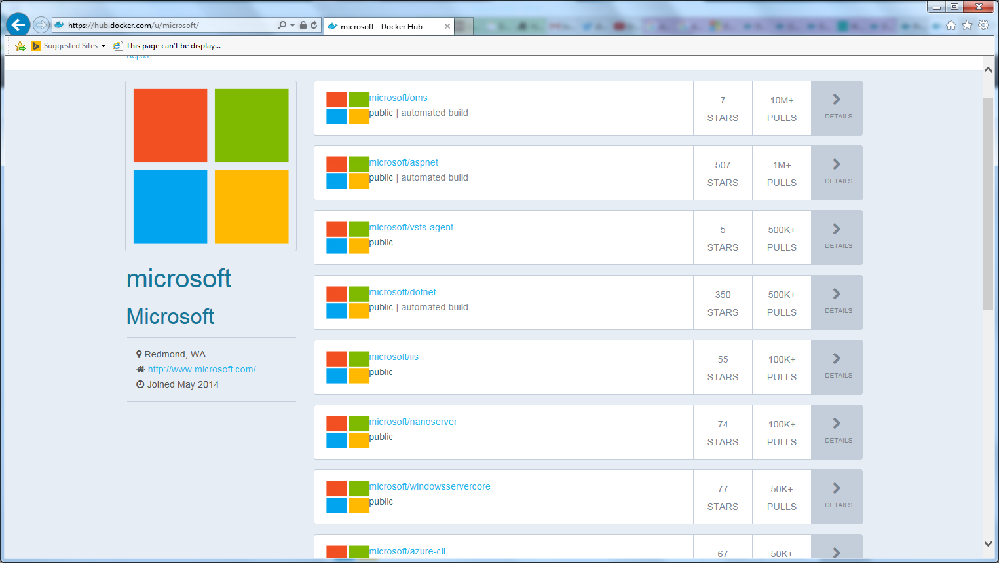 https://hub.docker.com/u/microsoft/
microsoft - Docker Hub
Suggested Sites
This page can't be display...
Repos
microsoft
Microsoft
Redmond, WA
http://www.microsoft.com/
Joined May 2014
microsoft/oms
public | automated build
7
STARS
10M+
PULLS
DETAILS
microsoft/aspnet
public | automated build
507
STARS
1M+
PULLS
DETAILS
microsoft/vsts-agent
public
5
STARS
500K+
PULLS
DETAILS
microsoft/dotnet
public | automated build
350
STARS
500K+
PULLS
DETAILS
microsoft/iis
public
55
STARS
100K+
PULLS
DETAILS
microsoft/nanoserver
public
74
STARS
100K+
PULLS
DETAILS
microsoft/windowsservercore
public
77
STARS
50K+
PULLS
DETAILS
microsoft/azure-cli
67
50K+